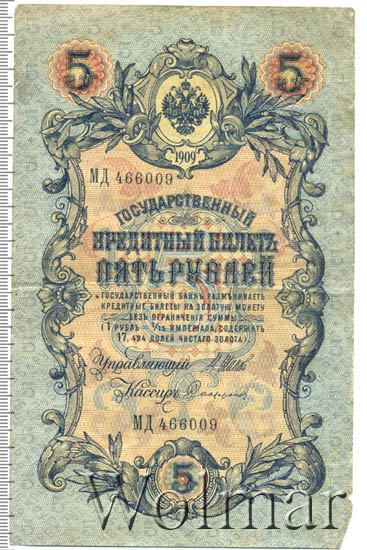 5 5
1909
МД 466009
ГОСУДАРСТВЕННЫЙ
КРЕДИТНЫЙ БИЛЕТЪ
ПЯТЬ РУБЛЕЙ
ГОСУДАРСТВЕННЫЙ БАНКЪ РАЗМѢНИВАЕТЪ
КРЕДИТНЫЕ БИЛЕТЫ НА ЗОЛОТУЮ МОНЕТУ
БЕЗЪ ОГРАНИЧЕНІЯ СУММЫ
(1 РУБЛЬ = 1/15 ИМПЕРІАЛА, СОДЕРЖИТЪ
17,424 ДОЛЕЙ ЧИСТАГО ЗОЛОТА).
Управляющій
Кассиръ
МД 466009
5
Wolmar